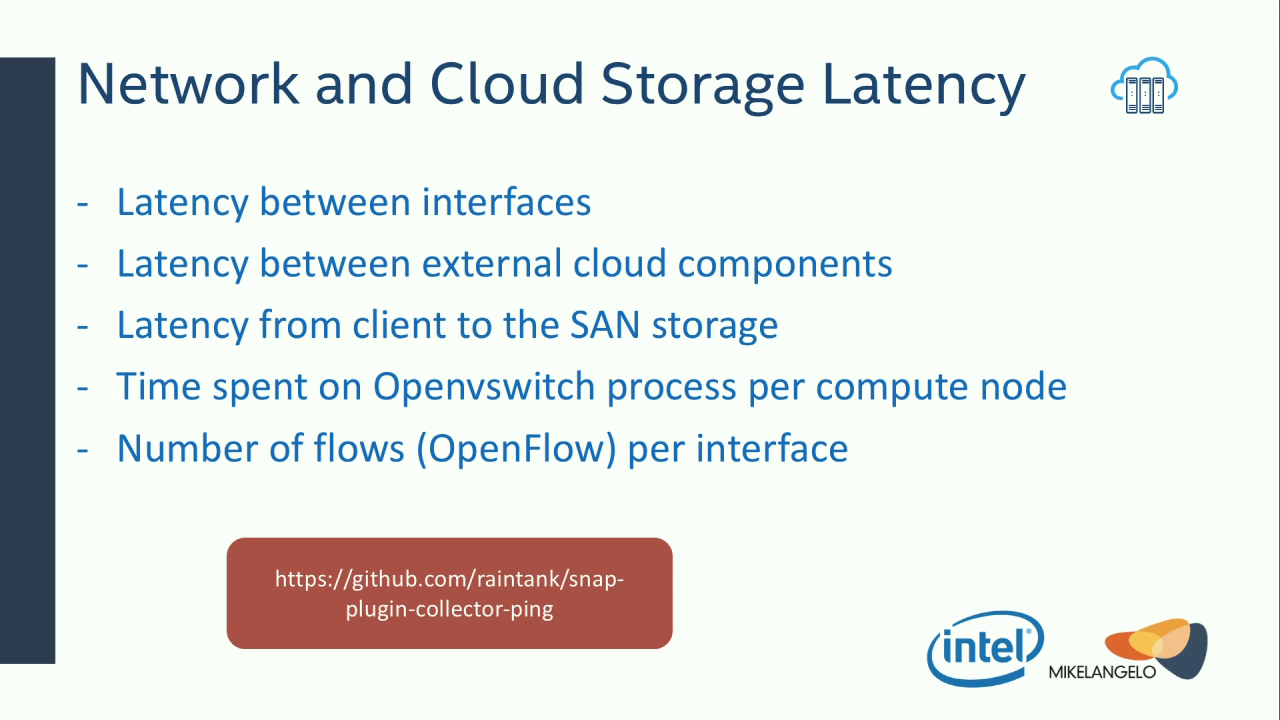 Network and Cloud Storage Latency
- Latency between interfaces
- Latency between external cloud components
- Latency from client to the SAN storage
- Time spent on Openvswitch process per compute node
- Number of flows (OpenFlow) per interface
https://github.com/raintank/snap-
plugin-collector-ping
intel®
MIKELANGELO